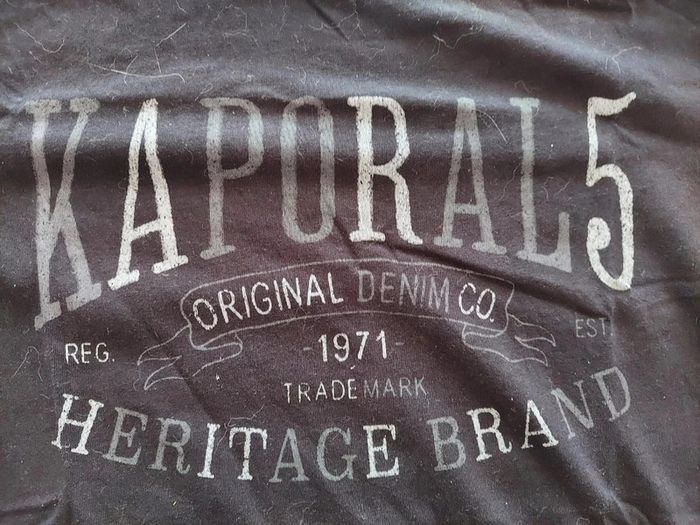 KAPORAL5
ORIGINAL DENIM CO.
REG. -1971- EST.
TRADEMARK
HERITAGE BRAND